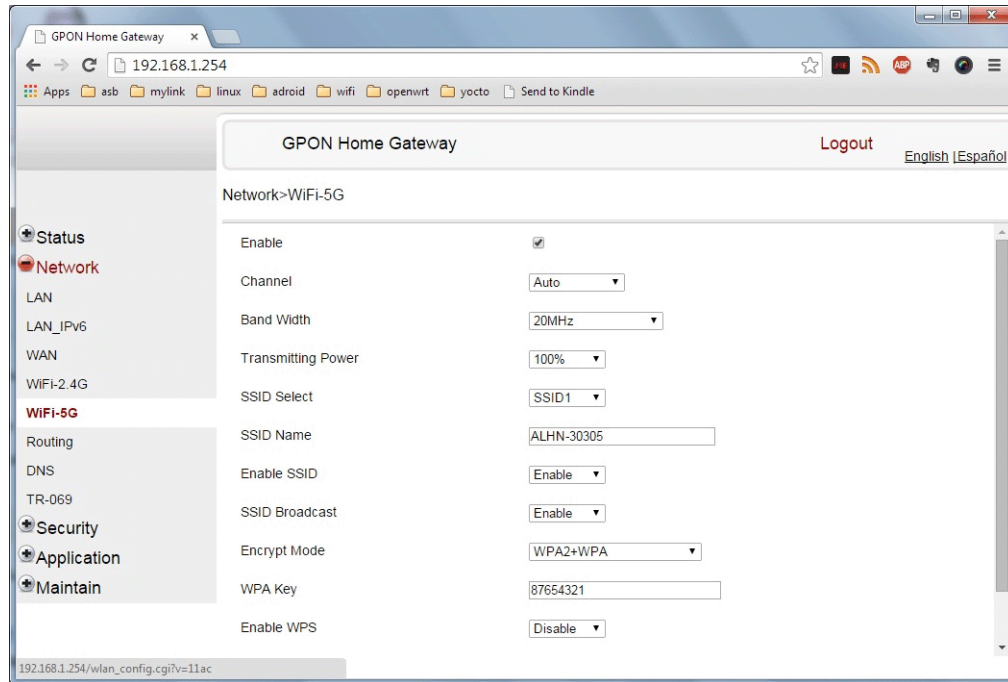 GPON Home Gateway
192.168.1.254
ABP
Apps asb mylink linux adroid wifi openwrt yocto Send to Kindle
GPON Home Gateway
Logout
English |Español
Network>WiFi-5G
Status
Network
LAN
LAN_IPv6
WAN
WiFi-2.4G
WiFi-5G
Routing
DNS
TR-069
Security
Application
Maintain
Enable
Channel Auto
Band Width 20MHz
Transmitting Power 100%
SSID Select SSID1
SSID Name ALHN-30305
Enable SSID Enable
SSID Broadcast Enable
Encrypt Mode WPA2+WPA
WPA Key 87654321
Enable WPS Disable
192.168.1.254/wlan_config.cgi?v=11ac